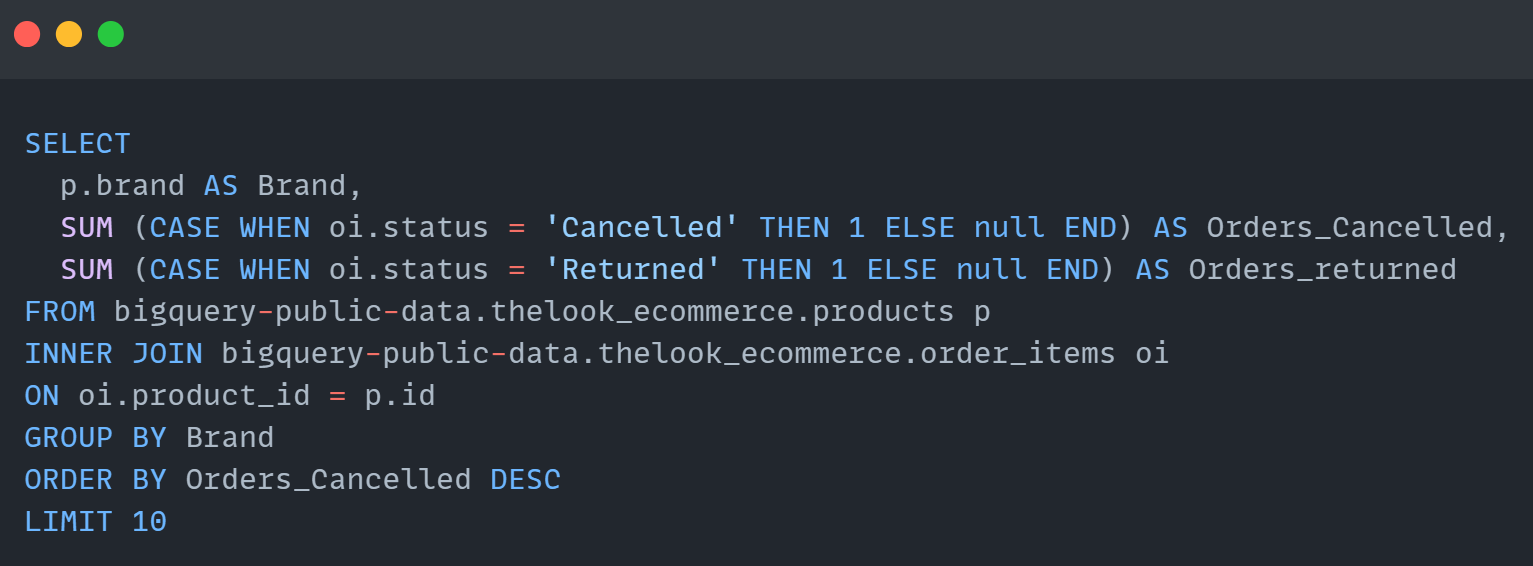 SELECT
  p.brand AS Brand,
  SUM (CASE WHEN oi.status = 'Cancelled' THEN 1 ELSE null END) AS Orders_Cancelled,
  SUM (CASE WHEN oi.status = 'Returned' THEN 1 ELSE null END) AS Orders_returned
FROM bigquery-public-data.thelook_ecommerce.products p
INNER JOIN bigquery-public-data.thelook_ecommerce.order_items oi
ON oi.product_id = p.id
GROUP BY Brand
ORDER BY Orders_Cancelled DESC
LIMIT 10